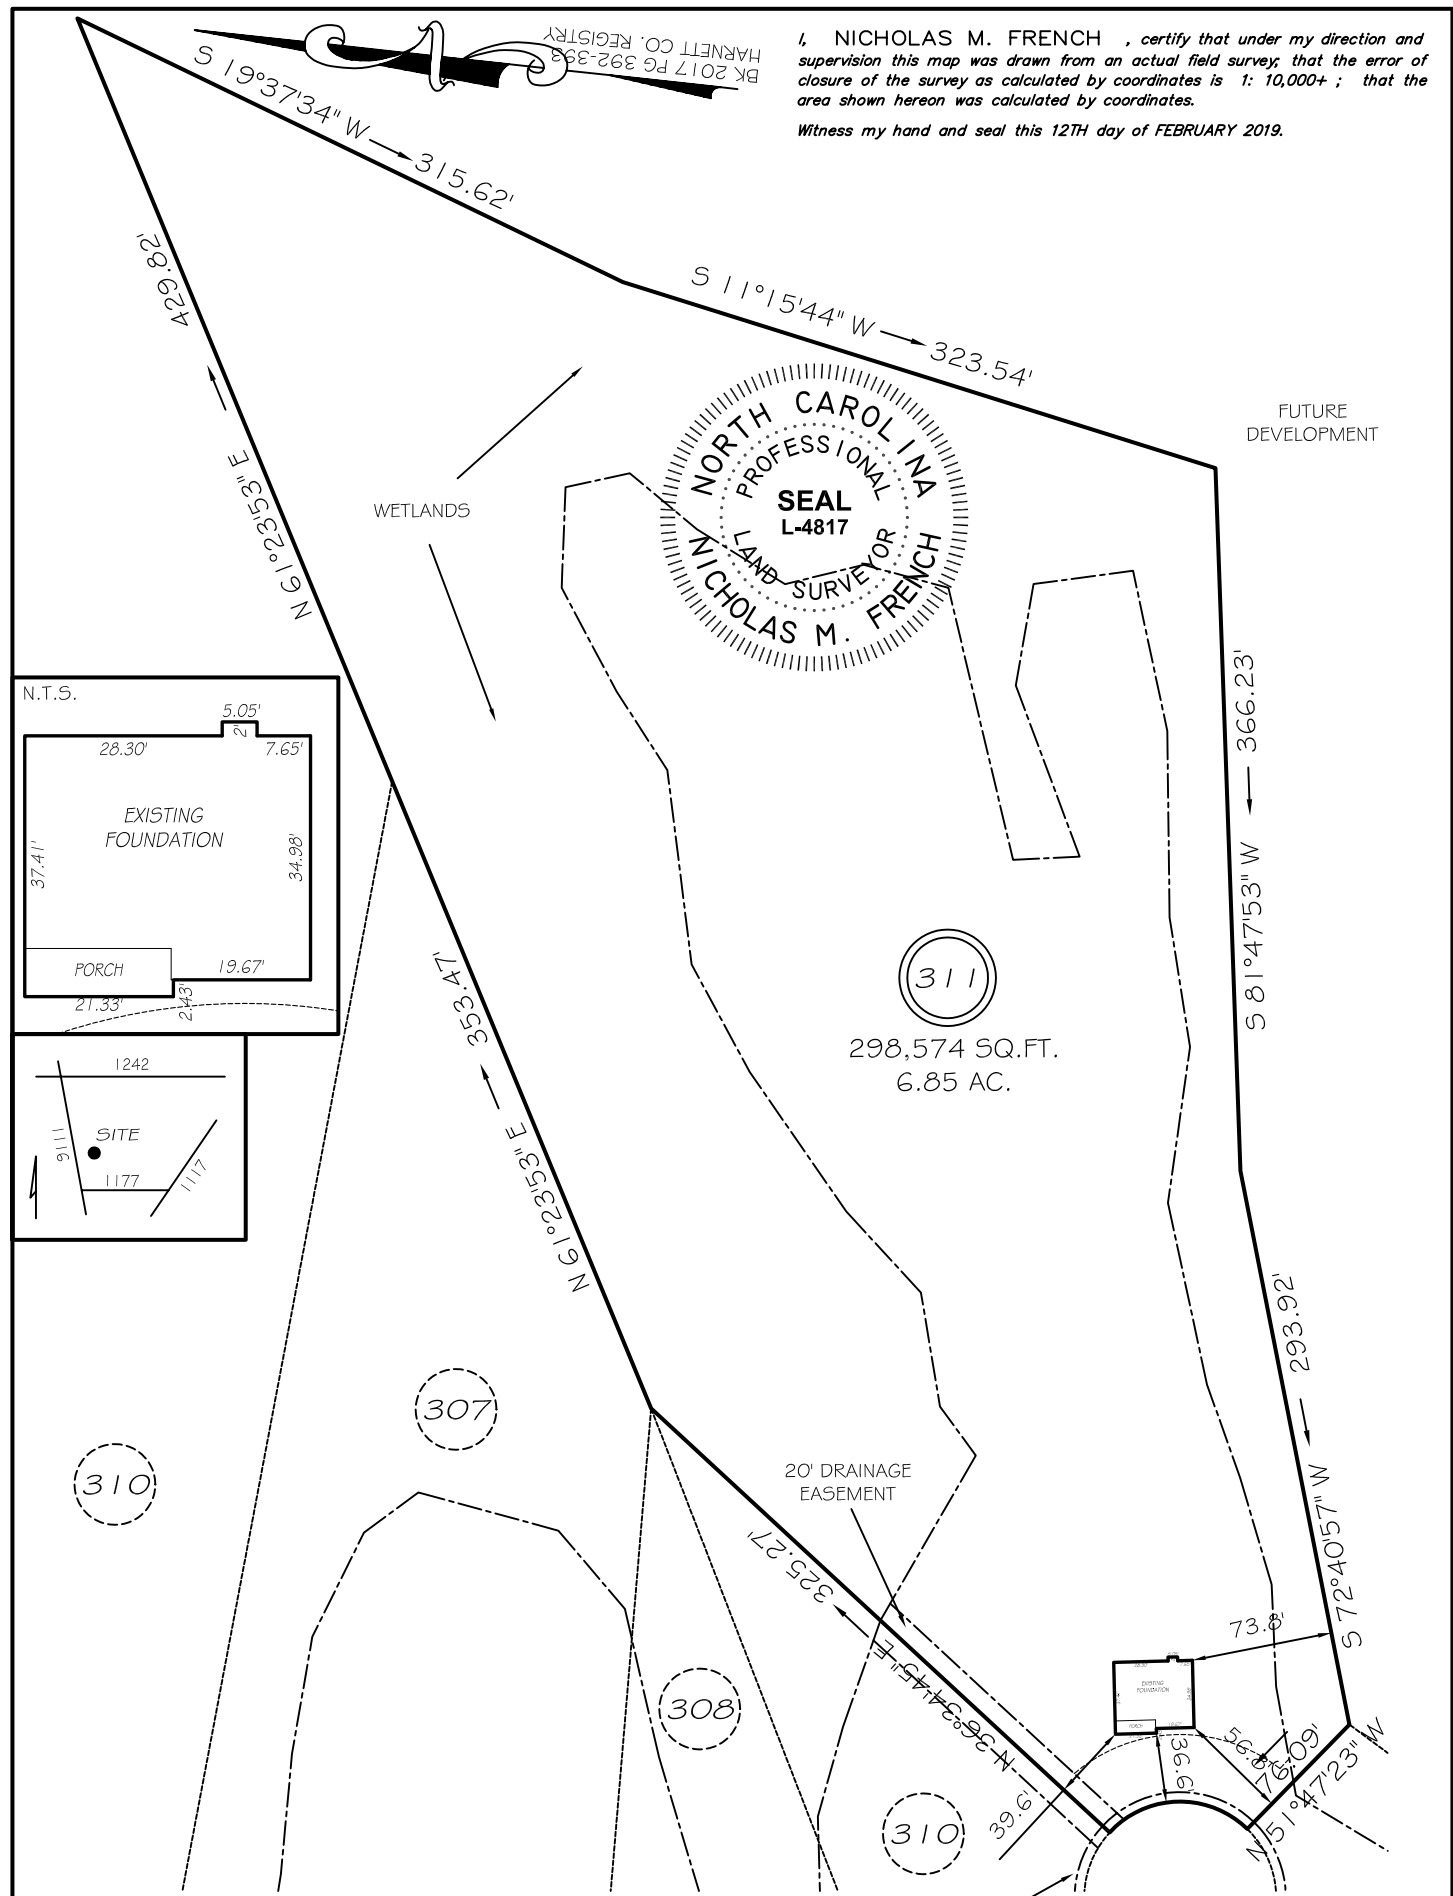 I, NICHOLAS M. FRENCH , certify that under my direction and
supervision this map was drawn from an actual field survey; that the error of
closure of the survey as calculated by coordinates is 1: 10,000+ ; that the
area shown hereon was calculated by coordinates.
Witness my hand and seal this 12TH day of FEBRUARY 2019.
BK 2017 PG 392-393
HARNETT CO. REGISTRY
S 19°37'34" W
315.62'
S 11°15'44" W
323.54'
429.82'
N 61°23'53" E
FUTURE
DEVELOPMENT
WETLANDS
NORTH CAROLINA
PROFESSIONAL
SEAL
L-4817
LAND SURVEYOR
NICHOLAS M. FRENCH
366.23'
S 81°47'53" W
N.T.S.
5.05'
2'
28.30'
7.65'
EXISTING
FOUNDATION
37.41'
34.98'
PORCH
19.67'
21.33'
2.43'
353.47'
N 61°23'53" E
311
298,574 SQ.FT.
6.85 AC.
1242
1116
SITE
1177
1117
293.92'
S 72°40'57" W
307
310
20' DRAINAGE
EASEMENT
325.27'
N 36°34'45" E
308
73.8'
EXISTING
FOUNDATION
PORCH
36.6'
39.6'
76.09'
N 51°47'23" W
310